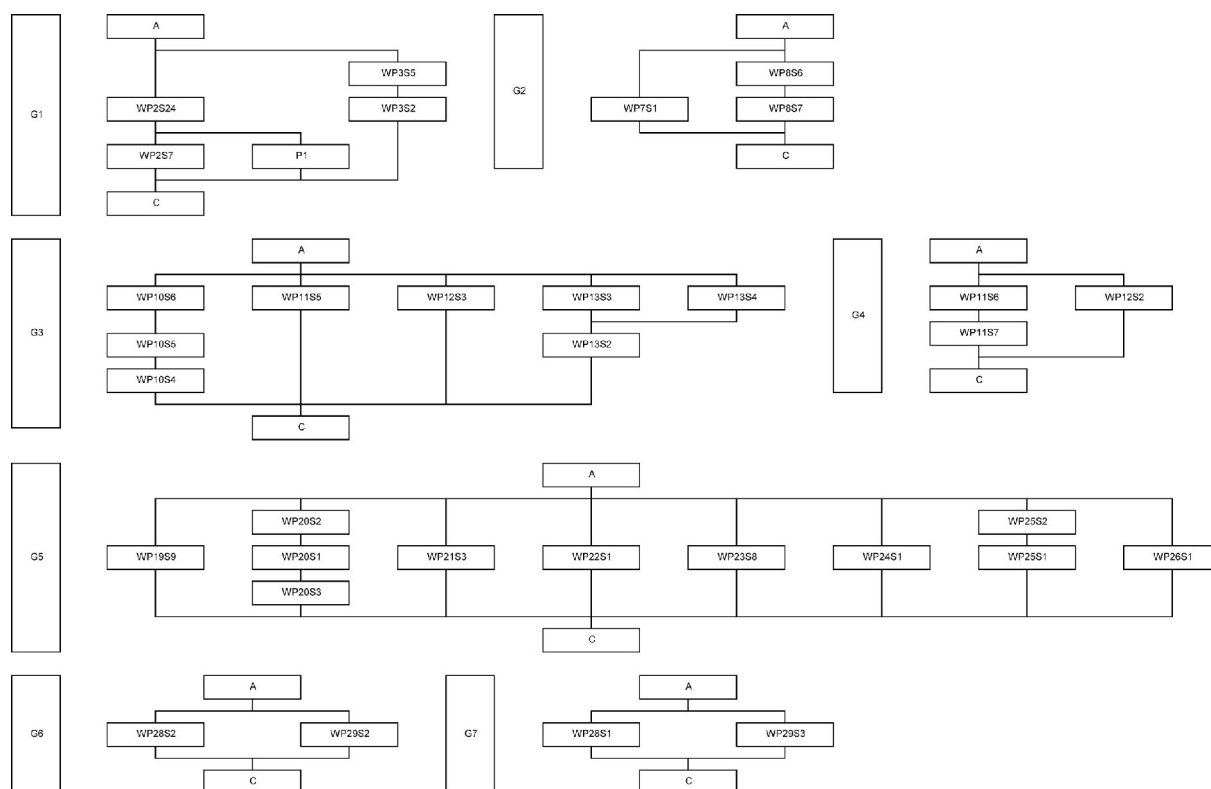 A
WP3S5
G1
WP2S24
WP3S2
WP2S7
P1
C
A
WP8S6
G2
WP7S1
WP8S7
C
A
WP10S6
WP11S5
WP12S3
WP13S3
WP13S4
G3
WP10S5
WP13S2
WP10S4
C
A
WP11S6
WP12S2
G4
WP11S7
C
A
WP20S2
WP25S2
G5
WP19S9
WP20S1
WP21S3
WP22S1
WP23S8
WP24S1
WP25S1
WP26S1
WP20S3
C
A
G6
WP28S2
WP29S2
C
A
G7
WP28S1
WP29S3
C